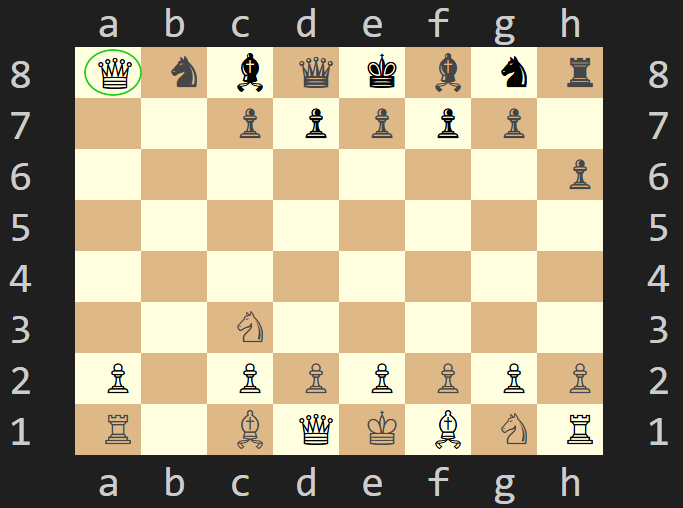 a b c d e f g h
8 ♕ ♞ ♝ ♛ ♚ ♝ ♞ ♜ 8
7 ♟ ♟ ♟ ♟ ♟ 7
6 ♟ 6
5 5
4 4
3 ♘ 3
2 ♙ ♙ ♙ ♙ ♙ ♙ ♙ 2
1 ♖ ♗ ♕ ♔ ♗ ♘ ♖ 1
a b c d e f g h